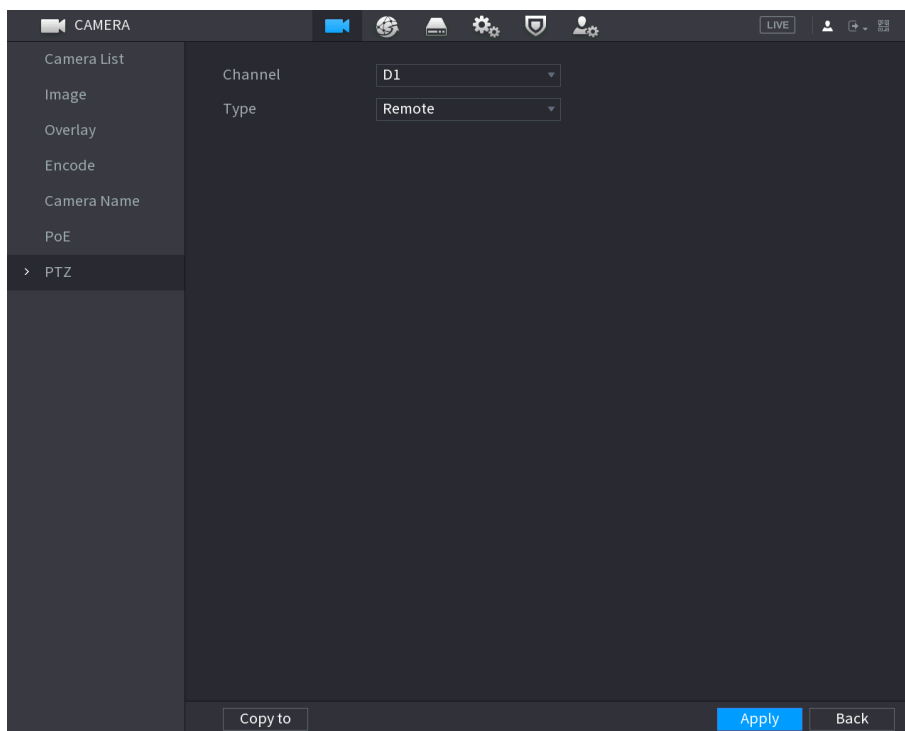 CAMERA
LIVE
Camera List
Image
Overlay
Encode
Camera Name
PoE
PTZ
Channel D1
Type Remote
Copy to Apply Back